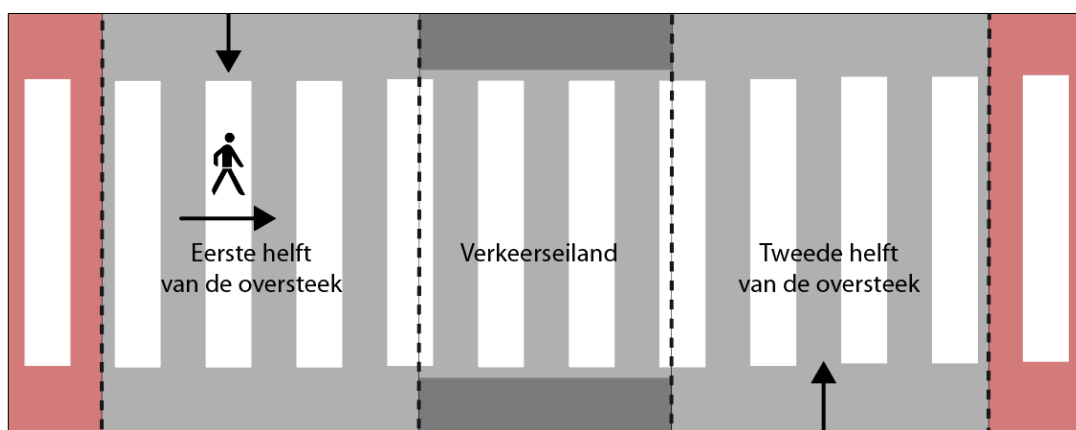 Eerste helft
van de oversteek
Verkeerseiland
Tweede helft
van de oversteek